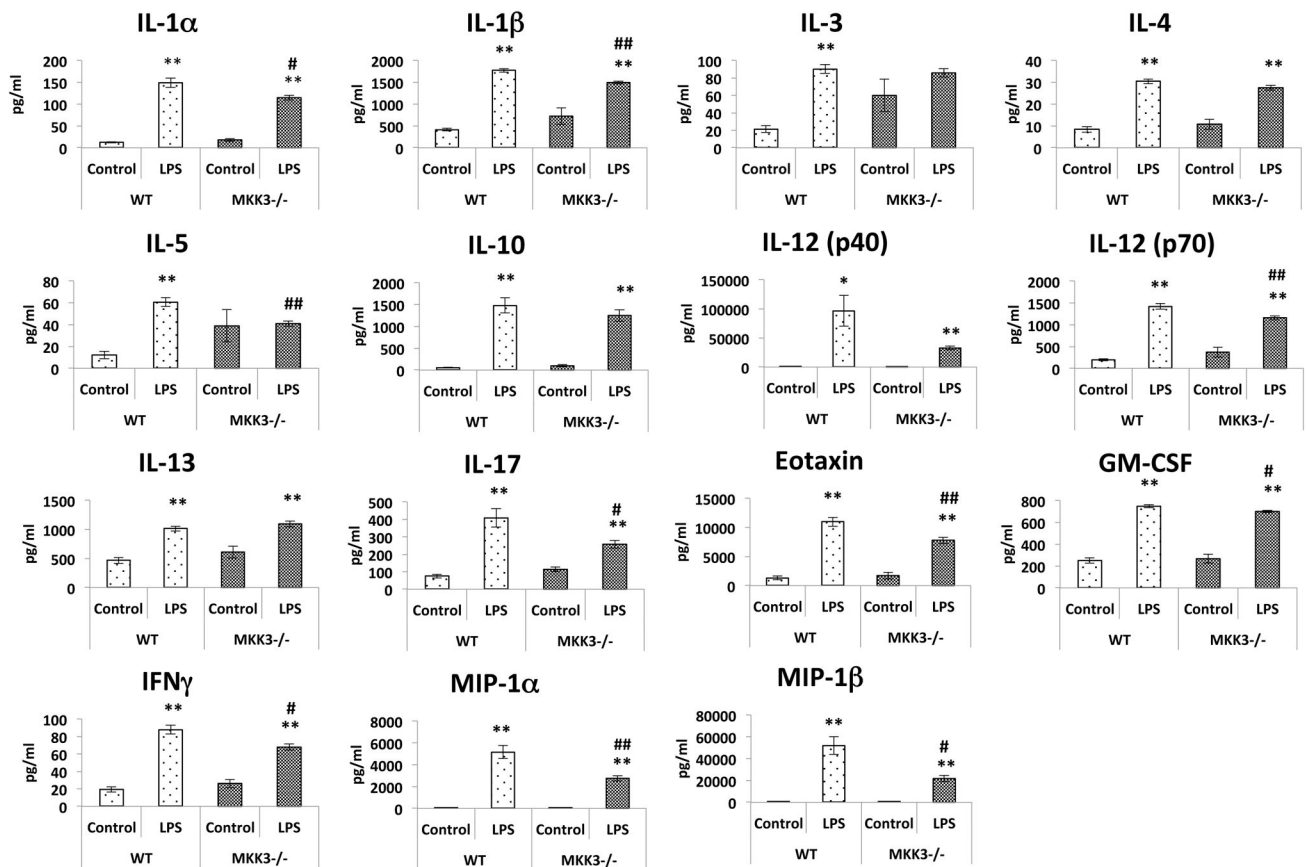 IL-1α
IL-1β
IL-3
IL-4
pg/ml
200
150
100
50
0
**
#
**
Control LPS Control LPS
WT MKK3-/-
pg/ml
2000
1500
1000
500
0
**
##
**
Control LPS Control LPS
WT MKK3-/-
pg/ml
100
80
60
40
20
0
**
Control LPS Control LPS
WT MKK3-/-
pg/ml
40
30
20
10
0
**
**
Control LPS Control LPS
WT MKK3-/-
IL-5
IL-10
IL-12 (p40)
IL-12 (p70)
pg/ml
80
60
40
20
0
**
##
Control LPS Control LPS
WT MKK3-/-
pg/ml
2000
1500
1000
500
0
**
**
Control LPS Control LPS
WT MKK3-/-
pg/ml
150000
100000
50000
0
*
**
Control LPS Control LPS
WT MKK3-/-
pg/ml
2000
1500
1000
500
0
**
##
**
Control LPS Control LPS
WT MKK3-/-
IL-13
IL-17
Eotaxin
GM-CSF
pg/ml
1500
1000
500
0
**
**
Control LPS Control LPS
WT MKK3-/-
pg/ml
500
400
300
200
100
0
**
#
**
Control LPS Control LPS
WT MKK3-/-
pg/ml
15000
10000
5000
0
**
##
**
Control LPS Control LPS
WT MKK3-/-
pg/ml
800
600
400
200
0
**
#
**
Control LPS Control LPS
WT MKK3-/-
IFNγ
MIP-1α
MIP-1β
pg/ml
100
80
60
40
20
0
**
#
**
Control LPS Control LPS
WT MKK3-/-
pg/ml
8000
6000
4000
2000
0
**
##
**
Control LPS Control LPS
WT MKK3-/-
pg/ml
80000
60000
40000
20000
0
**
#
**
Control LPS Control LPS
WT MKK3-/-